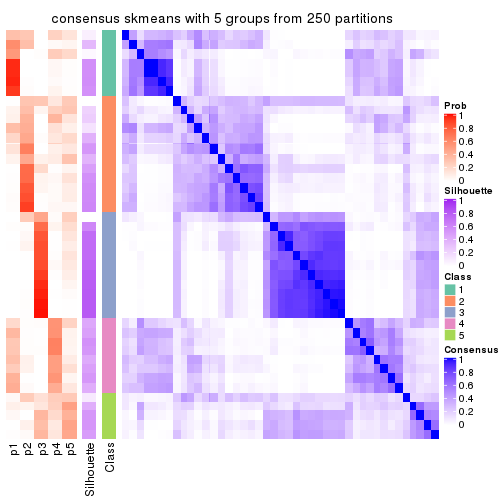 consensus skmeans with 5 groups from 250 partitions
Prob
1
0.8
0.6
0.4
0.2
0
Silhouette
1
0.8
0.6
0.4
0.2
0
Class
1
2
3
4
5
Consensus
1
0.8
0.6
0.4
0.2
0
p1
p2
p3
p4
p5
Silhouette
Class